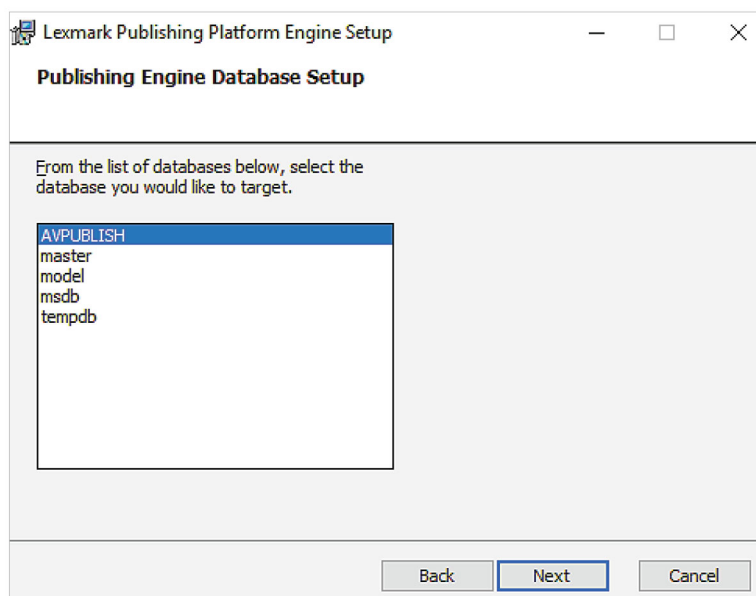 Lexmark Publishing Platform Engine Setup
Publishing Engine Database Setup
From the list of databases below, select the
database you would like to target.
AVPUBLISH
master
model
msdb
tempdb
Back
Next
Cancel